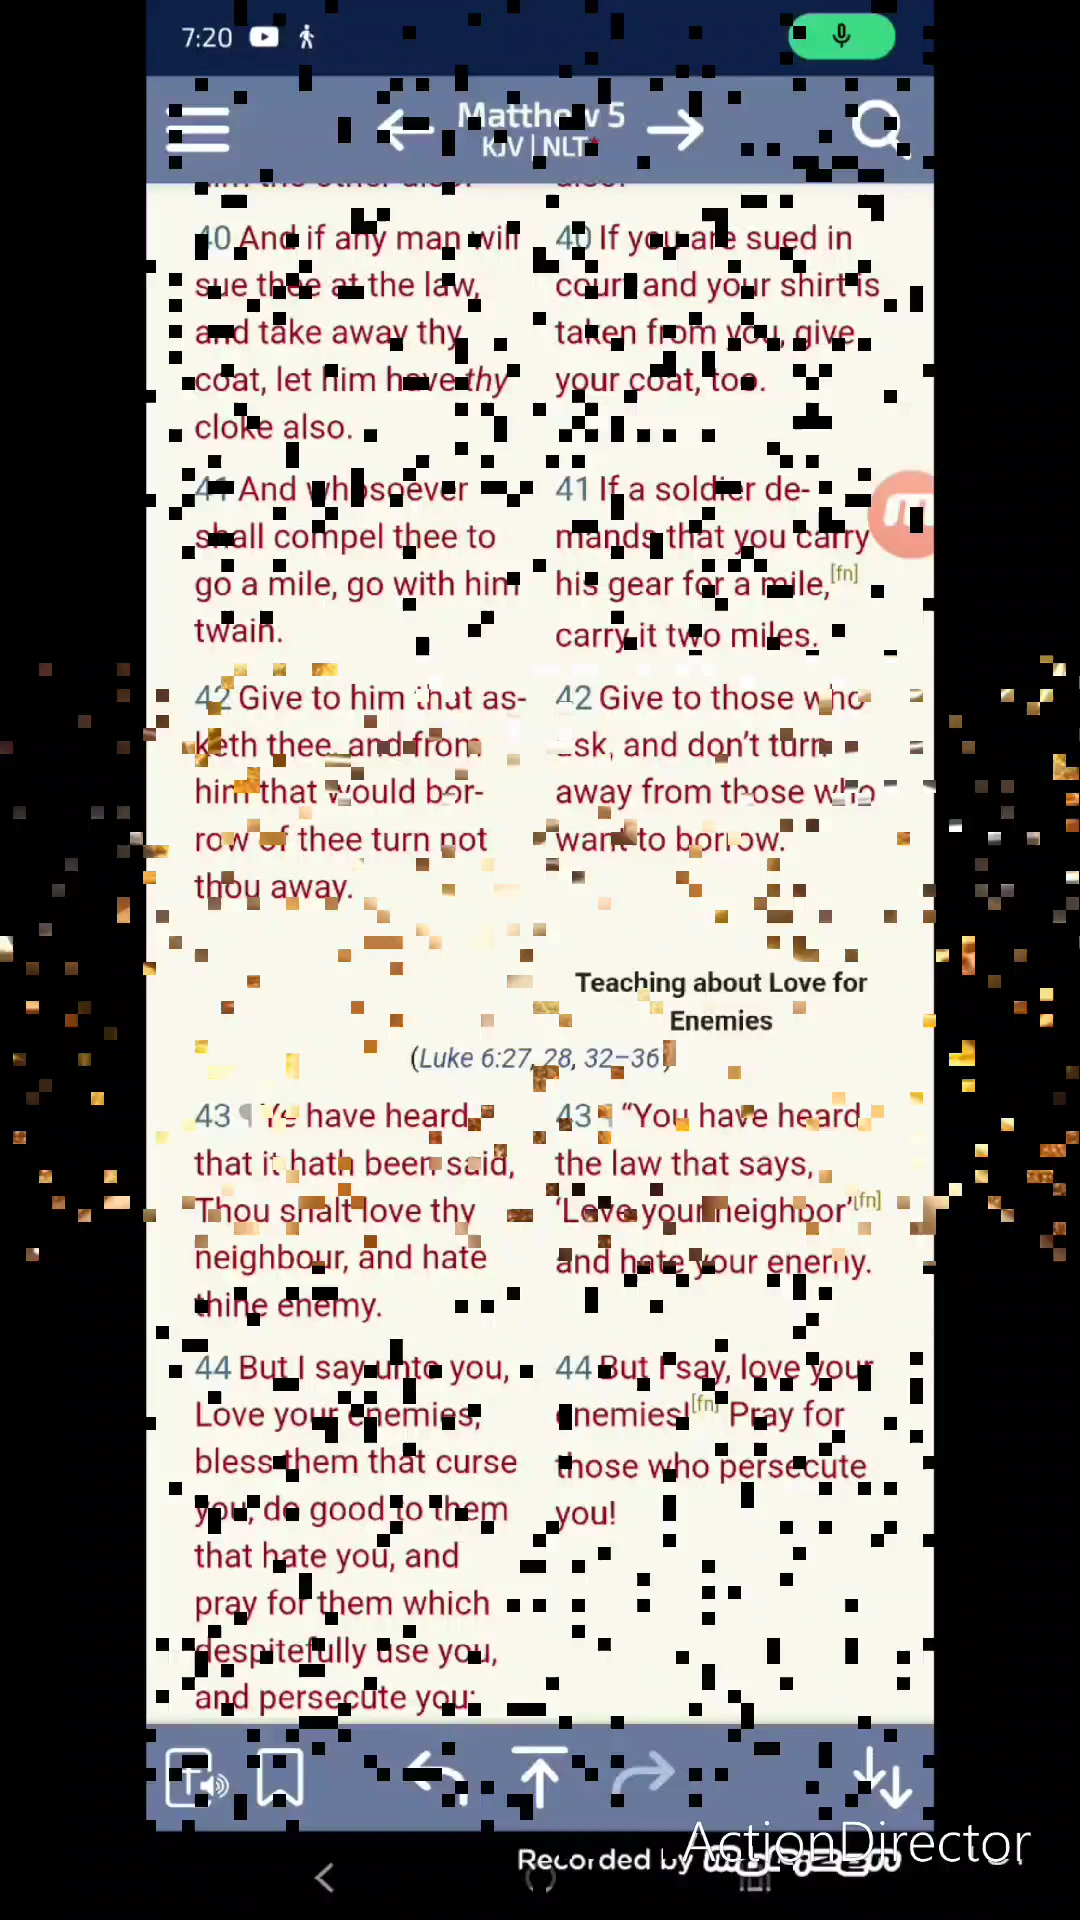 7:20
Matthew 5
KJV | NLT*
40 And if any man will
sue thee at the law,
and take away thy
coat, let him have thy
cloke also.
41 And whosoever
shall compel thee to
go a mile, go with him
twain.
42 Give to him that as-
keth thee, and from
him that would bor-
row of thee turn not
thou away.
40 If you are sued in
court and your shirt is
taken from you, give
your coat, too.
41 If a soldier de-
mands that you carry
his gear for a mile,[fn]
carry it two miles.
42 Give to those who
ask, and don’t turn
away from those who
want to borrow.
Teaching about Love for
Enemies
(Luke 6:27, 28, 32–36)
43 ¶ Ye have heard
that it hath been said,
Thou shalt love thy
neighbour, and hate
thine enemy.
44 But I say unto you,
Love your enemies,
bless them that curse
you, do good to them
that hate you, and
pray for them which
despitefully use you,
and persecute you;
43 ¶ “You have heard
the law that says,
‘Love your neighbor’[fn]
and hate your enemy.
44 But I say, love your
enemies![fn] Pray for
those who persecute
you!
ActionDirector
Recorded by